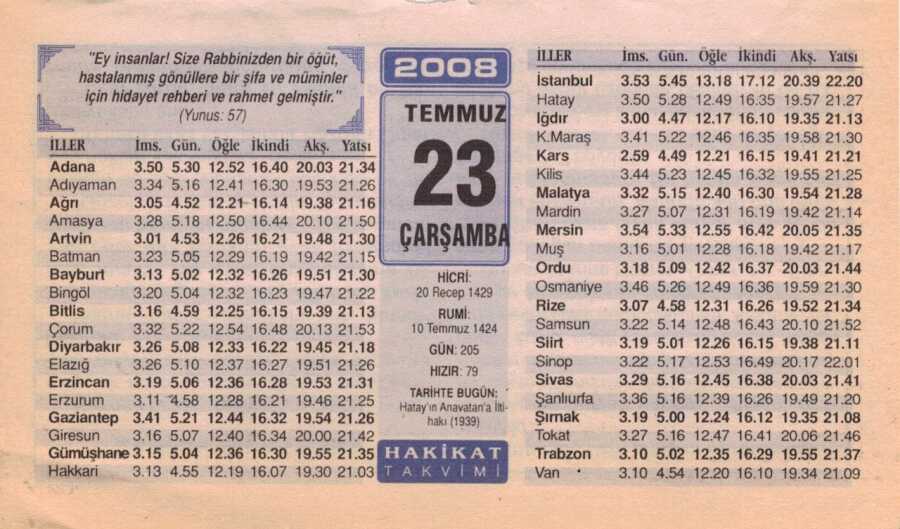 "Ey insanlar! Size Rabbinizden bir öğüt,
hastalanmış gönüllere bir şifa ve müminler
için hidayet rehberi ve rahmet gelmiştir."
(Yunus: 57)
İLLER İms. Gün. Öğle İkindi Akş. Yatsı
Adana 3.50 5.30 12.52 16.40 20.03 21.34
Adıyaman 3.34 5.16 12.41 16.30 19.53 21.26
Ağrı 3.05 4.52 12.21 16.14 19.38 21.16
Amasya 3.28 5.18 12.50 16.44 20.10 21.50
Artvin 3.01 4.53 12.26 16.21 19.48 21.30
Batman 3.23 5.05 12.29 16.19 19.42 21.15
Bayburt 3.13 5.02 12.32 16.26 19.51 21.30
Bingöl 3.20 5.04 12.32 16.23 19.47 21.22
Bitlis 3.16 4.59 12.25 16.15 19.39 21.13
Çorum 3.32 5.22 12.54 16.48 20.13 21.53
Diyarbakır 3.26 5.08 12.33 16.22 19.45 21.18
Elazığ 3.26 5.10 12.37 16.27 19.51 21.26
Erzincan 3.19 5.06 12.36 16.28 19.53 21.31
Erzurum 3.11 4.58 12.28 16.21 19.46 21.25
Gaziantep 3.41 5.21 12.44 16.32 19.54 21.26
Giresun 3.16 5.07 12.40 16.34 20.00 21.42
Gümüşhane 3.15 5.04 12.36 16.30 19.55 21.35
Hakkari 3.13 4.55 12.19 16.07 19.30 21.03
2008
TEMMUZ
23
ÇARŞAMBA
HİCRİ:
20 Recep 1429
RUMİ:
10 Temmuz 1424
GÜN: 205
HIZIR: 79
TARİHTE BUGÜN:
Hatay'ın Anavatan'a İlti-
hakı (1939)
HAKİKAT
TAKVİMİ
İLLER İms. Gün. Öğle İkindi Akş. Yatsı
İstanbul 3.53 5.45 13.18 17.12 20.39 22.20
Hatay 3.50 5.28 12.49 16.35 19.57 21.27
Iğdır 3.00 4.47 12.17 16.10 19.35 21.13
K.Maraş 3.41 5.22 12.46 16.35 19.58 21.30
Kars 2.59 4.49 12.21 16.15 19.41 21.21
Kilis 3.44 5.23 12.45 16.32 19.55 21.25
Malatya 3.32 5.15 12.40 16.30 19.54 21.28
Mardin 3.27 5.07 12.31 16.19 19.42 21.14
Mersin 3.54 5.33 12.55 16.42 20.05 21.35
Muş 3.16 5.01 12.28 16.18 19.42 21.17
Ordu 3.18 5.09 12.42 16.37 20.03 21.44
Osmaniye 3.46 5.26 12.49 16.36 19.59 21.30
Rize 3.07 4.58 12.31 16.26 19.52 21.34
Samsun 3.22 5.14 12.48 16.43 20.10 21.52
Siirt 3.19 5.01 12.26 16.15 19.38 21.11
Sinop 3.22 5.17 12.53 16.49 20.17 22.01
Sivas 3.29 5.16 12.45 16.38 20.03 21.41
Şanlıurfa 3.36 5.16 12.39 16.26 19.49 21.20
Şırnak 3.19 5.00 12.24 16.12 19.35 21.08
Tokat 3.27 5.16 12.47 16.41 20.06 21.46
Trabzon 3.10 5.02 12.35 16.29 19.55 21.37
Van 3.10 4.54 12.20 16.10 19.34 21.09